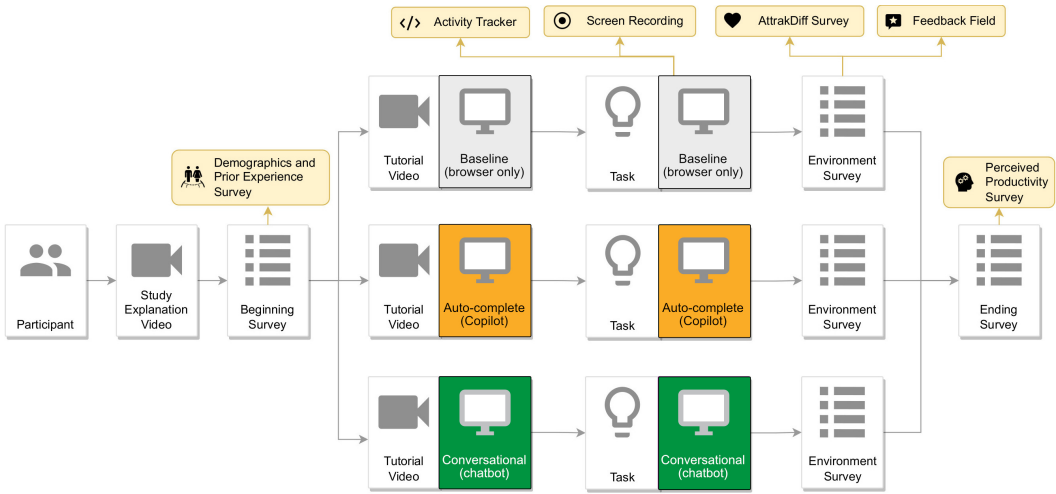 Activity Tracker
Screen Recording
AttrakDiff Survey
Feedback Field
Tutorial
Video
Baseline
(browser only)
Task
Baseline
(browser only)
Environment
Survey
Demographics and
Prior Experience
Survey
Perceived
Productivity
Survey
Participant
Study
Explanation
Video
Beginning
Survey
Tutorial
Video
Auto-complete
(Copilot)
Task
Auto-complete
(Copilot)
Environment
Survey
Ending
Survey
Tutorial
Video
Conversational
(chatbot)
Task
Conversational
(chatbot)
Environment
Survey